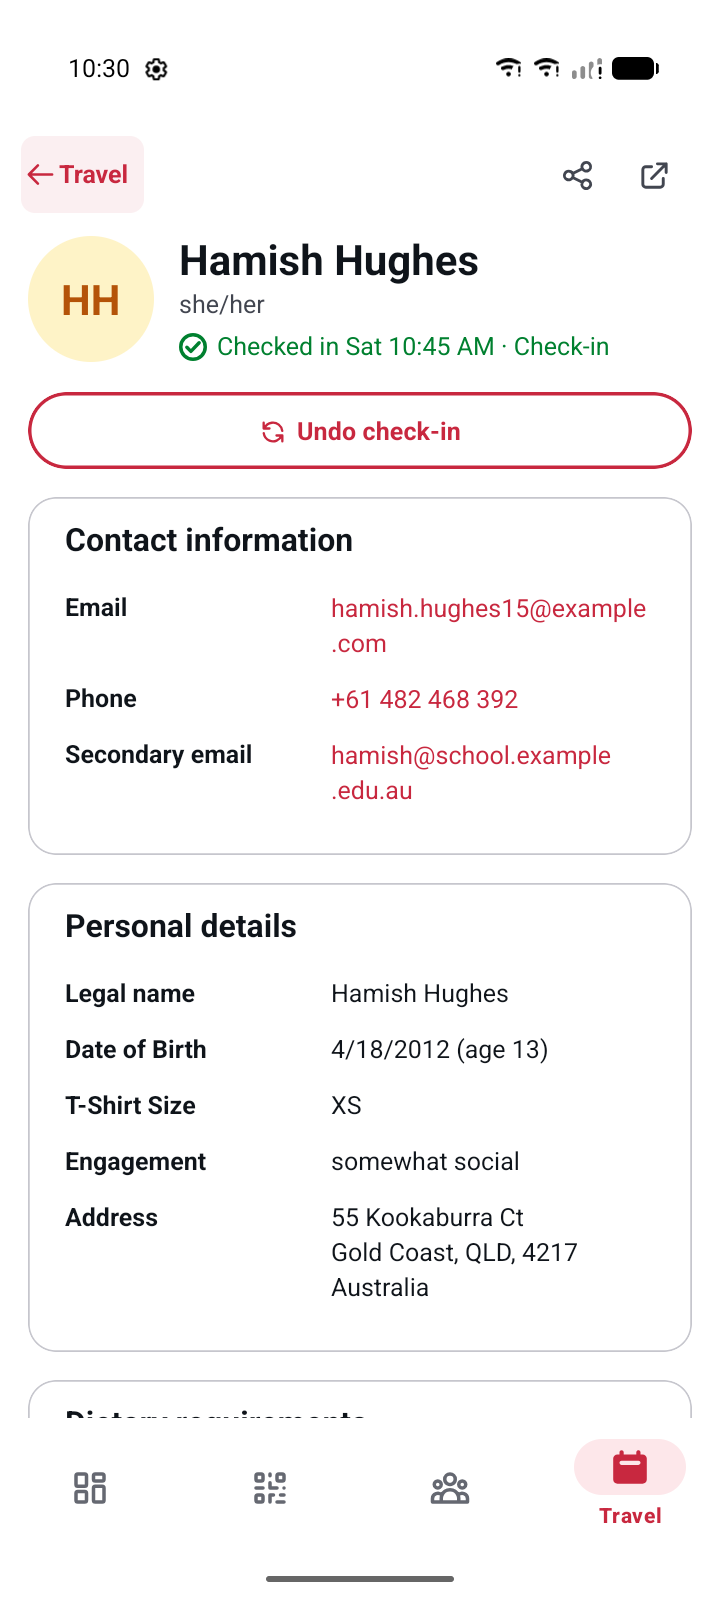 10:30
Travel
HH
Hamish Hughes
she/her
Checked in Sat 10:45 AM · Check-in
Undo check-in
Contact information
Email
hamish.hughes15@example
.com
Phone
+61 482 468 392
Secondary email
hamish@school.example
.edu.au
Personal details
Legal name
Hamish Hughes
Date of Birth
4/18/2012 (age 13)
T-Shirt Size
XS
Engagement
somewhat social
Address
55 Kookaburra Ct
Gold Coast, QLD, 4217
Australia
Dietary requirements
Travel